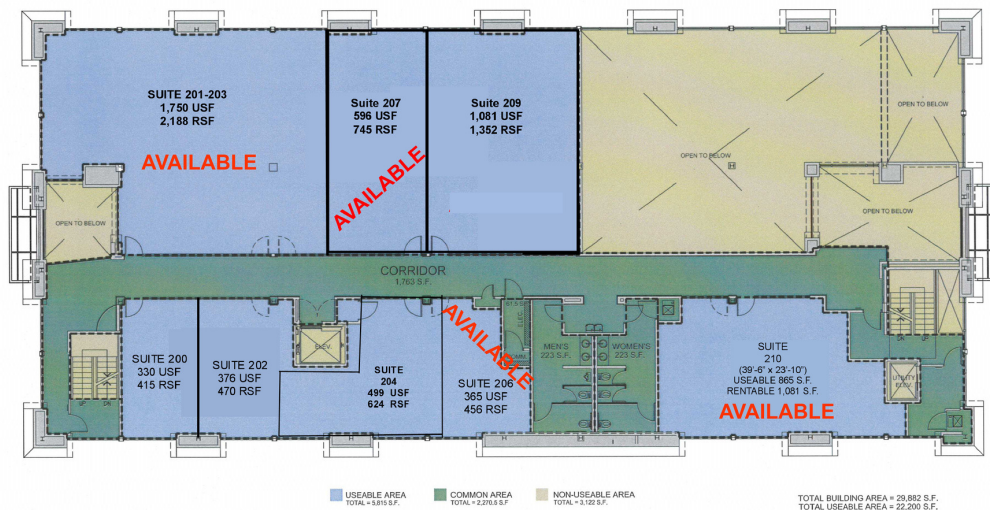 SUITE 201-203
1,750 USF
2,188 RSF
AVAILABLE
Suite 207
596 USF
745 RSF
AVAILABLE
Suite 209
1,081 USF
1,352 RSF
OPEN TO BELOW
OPEN TO BELOW
OPEN TO BELOW
OPEN TO BELOW
CORRIDOR
1,763 S.F.
SUITE 200
330 USF
415 RSF
SUITE 202
376 USF
470 RSF
ELEV.
SUITE
204
499 USF
624 RSF
AVAILABLE
SUITE 206
365 USF
456 RSF
ELEC.
MEN'S
223 S.F.
WOMEN'S
223 S.F.
SUITE
210
(39'-6" x 23'-10")
USEABLE 865 S.F.
RENTABLE 1,081 S.F.
AVAILABLE
UTILITY
ELEV.
UP
DN
USEABLE AREA
TOTAL = 5,815 S.F.
COMMON AREA
TOTAL = 2,270.5 S.F
NON-USEABLE AREA
TOTAL = 3,122 S.F.
TOTAL BUILDING AREA = 29,882 S.F.
TOTAL USEABLE AREA = 22,200 S.F.